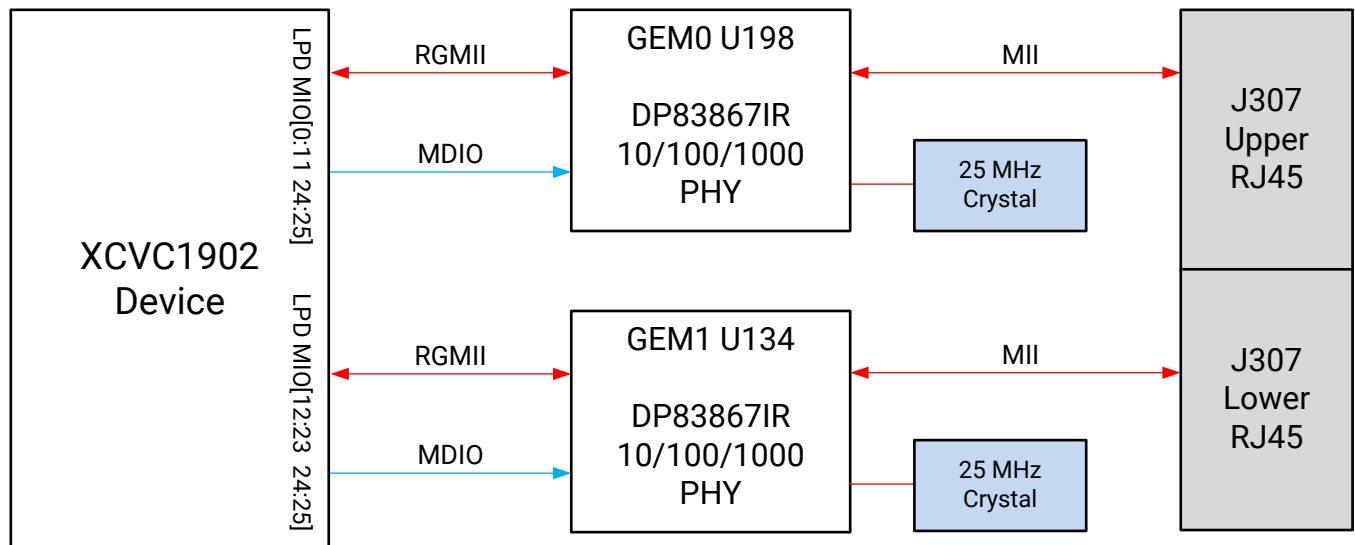 XCVC1902
Device
LPD MIO[0:11 24:25]
RGMII
MDIO
GEM0 U198
DP83867IR
10/100/1000
PHY
MII
25 MHz
Crystal
J307
Upper
RJ45
LPD MIO[12:23 24:25]
RGMII
MDIO
GEM1 U134
DP83867IR
10/100/1000
PHY
MII
25 MHz
Crystal
J307
Lower
RJ45